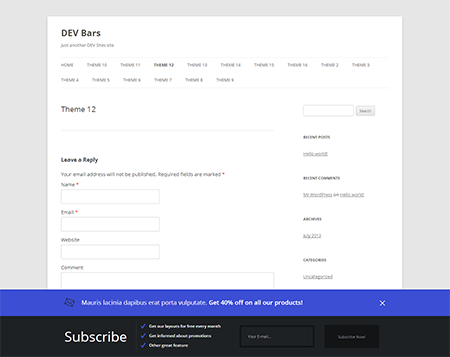 DEV Bars
Just another DEV Sites site
HOME THEME 10 THEME 11 THEME 12 THEME 13 THEME 14 THEME 15 THEME 16 THEME 2 THEME 3
THEME 4 THEME 5 THEME 6 THEME 7 THEME 8 THEME 9
Theme 12
Search
RECENT POSTS
Hello world!
Leave a Reply
Your email address will not be published. Required fields are marked *
RECENT COMMENTS
Name *
Mr WordPress on Hello world!
Email *
ARCHIVES
July 2013
Website
CATEGORIES
Comment
Uncategorized
Mauris lacinia dapibus erat porta vulputate. Get 40% off on all our products!
Subscribe
Get our layouts for free every month
Get informed about promotions
Other great feature
Your E-mail...
Subscribe Now!